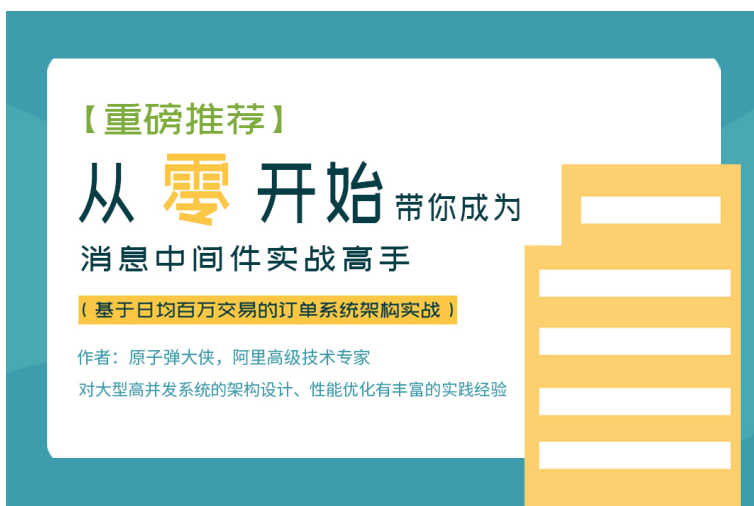 【重磅推荐】
从 零 开始 带你成为
消息中间件实战高手
(基于日均百万交易的订单系统架构实战)
作者：原子弹大侠，阿里高级技术专家
对大型高并发系统的架构设计、性能优化有丰富的实践经验